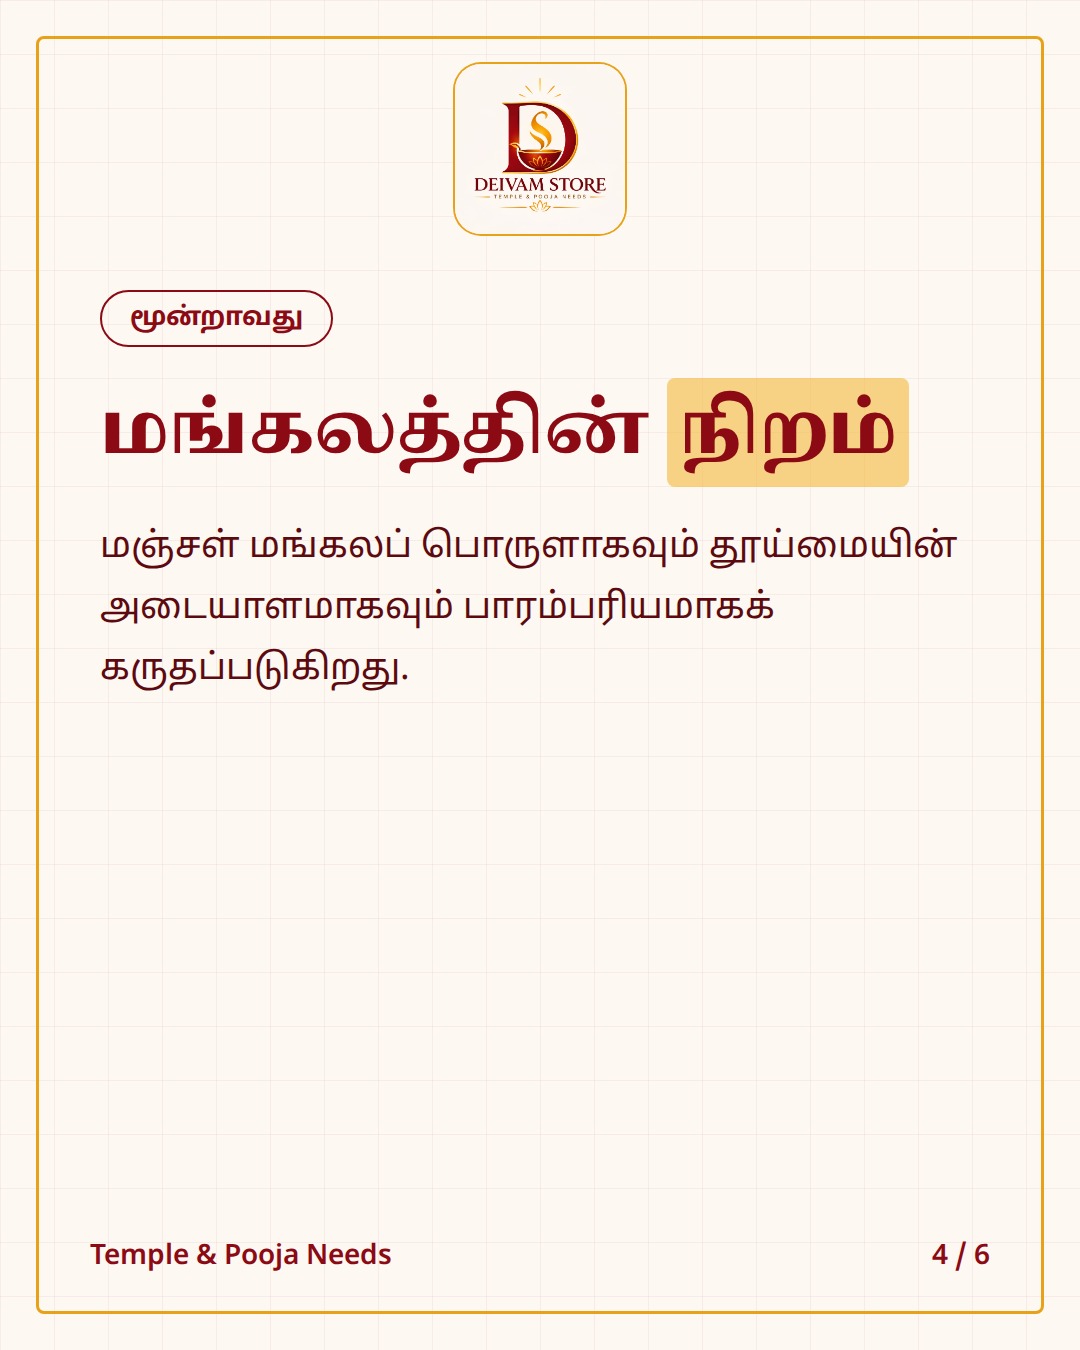 DEIVAM STORE
TEMPLE & POOJA NEEDS
மூன்றாவது
மங்கலத்தின் நிறம்
மஞ்சள் மங்கலப் பொருளாகவும் தூய்மையின்
அடையாளமாகவும் பாரம்பரியமாகக்
கருதப்படுகிறது.
Temple & Pooja Needs
4 / 6